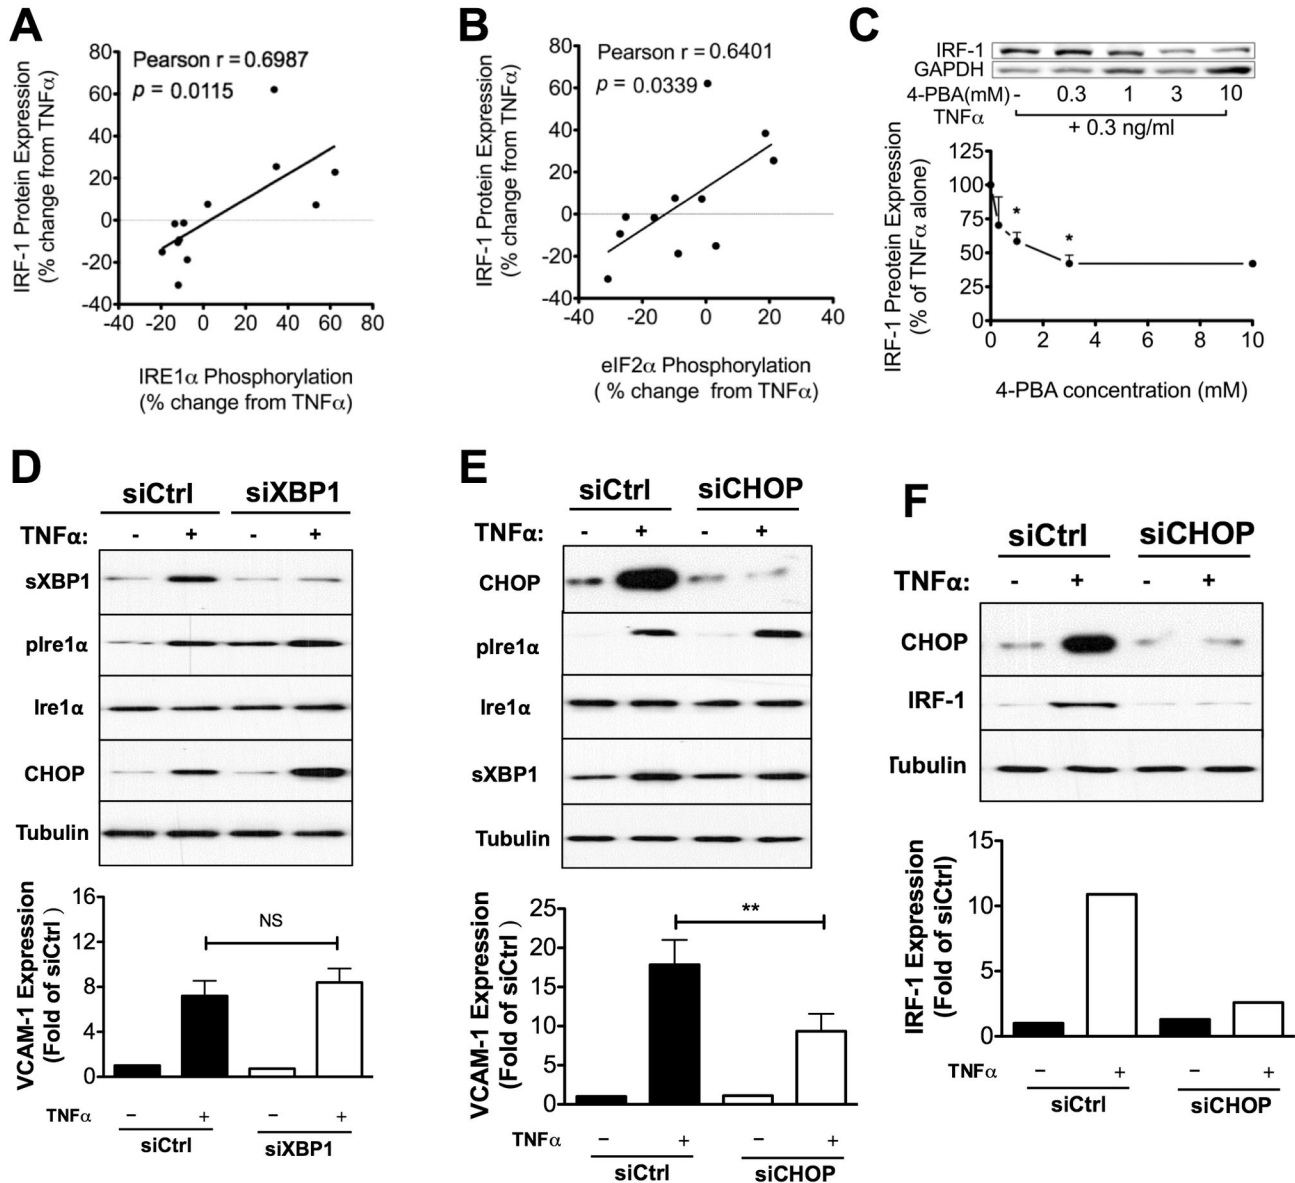 A
Pearson r = 0.6987
p = 0.0115
IRF-1 Protein Expression
(% change from TNFα)
80
60
40
20
0
-20
-40
-40 -20 0 20 40 60 80
IRE1α Phosphorylation
(% change from TNFα)
B
Pearson r = 0.6401
p = 0.0339
IRF-1 Protein Expression
(% change from TNFα)
80
60
40
20
0
-20
-40
-40 -20 0 20 40
eIF2α Phosphorylation
( % change from TNFα)
C
IRF-1
GAPDH
4-PBA(mM) - 0.3 1 3 10
TNFα
+ 0.3 ng/ml
IRF-1 Preotein Expression
(% of TNFα alone)
125
100
75
50
25
0
* *
0 2 4 6 8 10
4-PBA concentration (mM)
D
siCtrl siXBP1
TNFα: - + - +
sXBP1
pIre1α
Ire1α
CHOP
Tubulin
VCAM-1 Expression
(Fold of siCtrl )
16
12
8
4
0
NS
TNFα − + − +
siCtrl siXBP1
E
siCtrl siCHOP
TNFα: - + - +
CHOP
pIre1α
Ire1α
sXBP1
Tubulin
VCAM-1 Expression
(Fold of siCtrl )
25
20
15
10
5
0
**
TNFα − + − +
siCtrl siCHOP
F
siCtrl siCHOP
TNFα: - + - +
CHOP
IRF-1
Tubulin
IRF-1 Expression
(Fold of siCtrl)
15
10
5
0
TNFα − + − +
siCtrl siCHOP